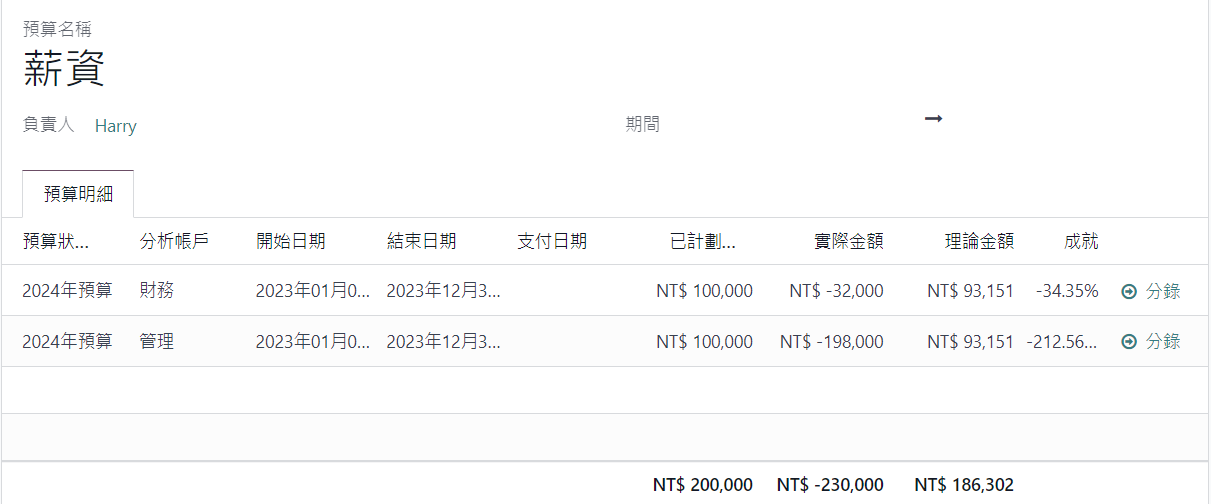 預算名稱
薪資
負責人 Harry 期間 →
預算明細
預算狀... 分析帳戶 開始日期 結束日期 支付日期 已計劃... 實際金額 理論金額 成就
2024年預算 財務 2023年01月0... 2023年12月3... NT$ 100,000 NT$ -32,000 NT$ 93,151 -34.35% 分錄
2024年預算 管理 2023年01月0... 2023年12月3... NT$ 100,000 NT$ -198,000 NT$ 93,151 -212.56... 分錄
NT$ 200,000 NT$ -230,000 NT$ 186,302